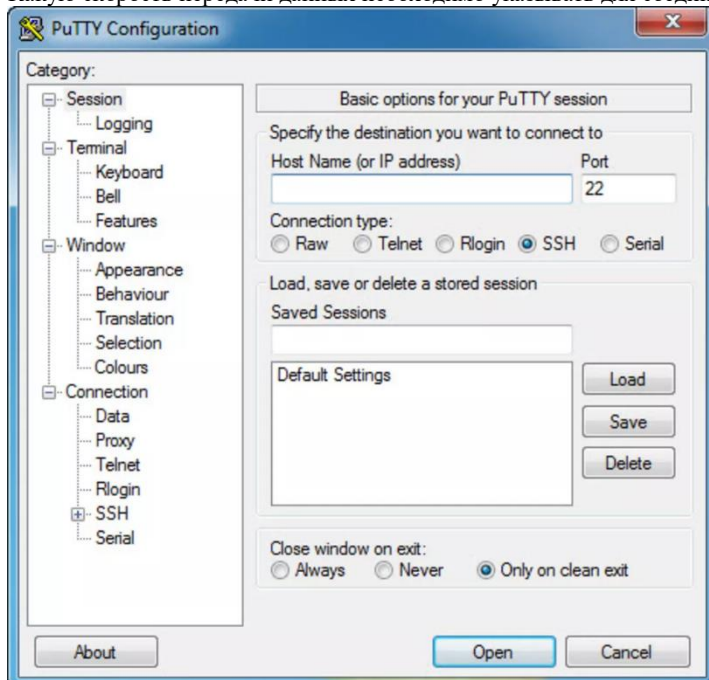 PuTTY Configuration
Category:
Session
Logging
Terminal
Keyboard
Bell
Features
Window
Appearance
Behaviour
Translation
Selection
Colours
Connection
Data
Proxy
Telnet
Rlogin
SSH
Serial
Basic options for your PuTTY session
Specify the destination you want to connect to
Host Name (or IP address) Port
22
Connection type:
Raw Telnet Rlogin SSH Serial
Load, save or delete a stored session
Saved Sessions
Default Settings
Load
Save
Delete
Close window on exit:
Always Never Only on clean exit
About Open Cancel